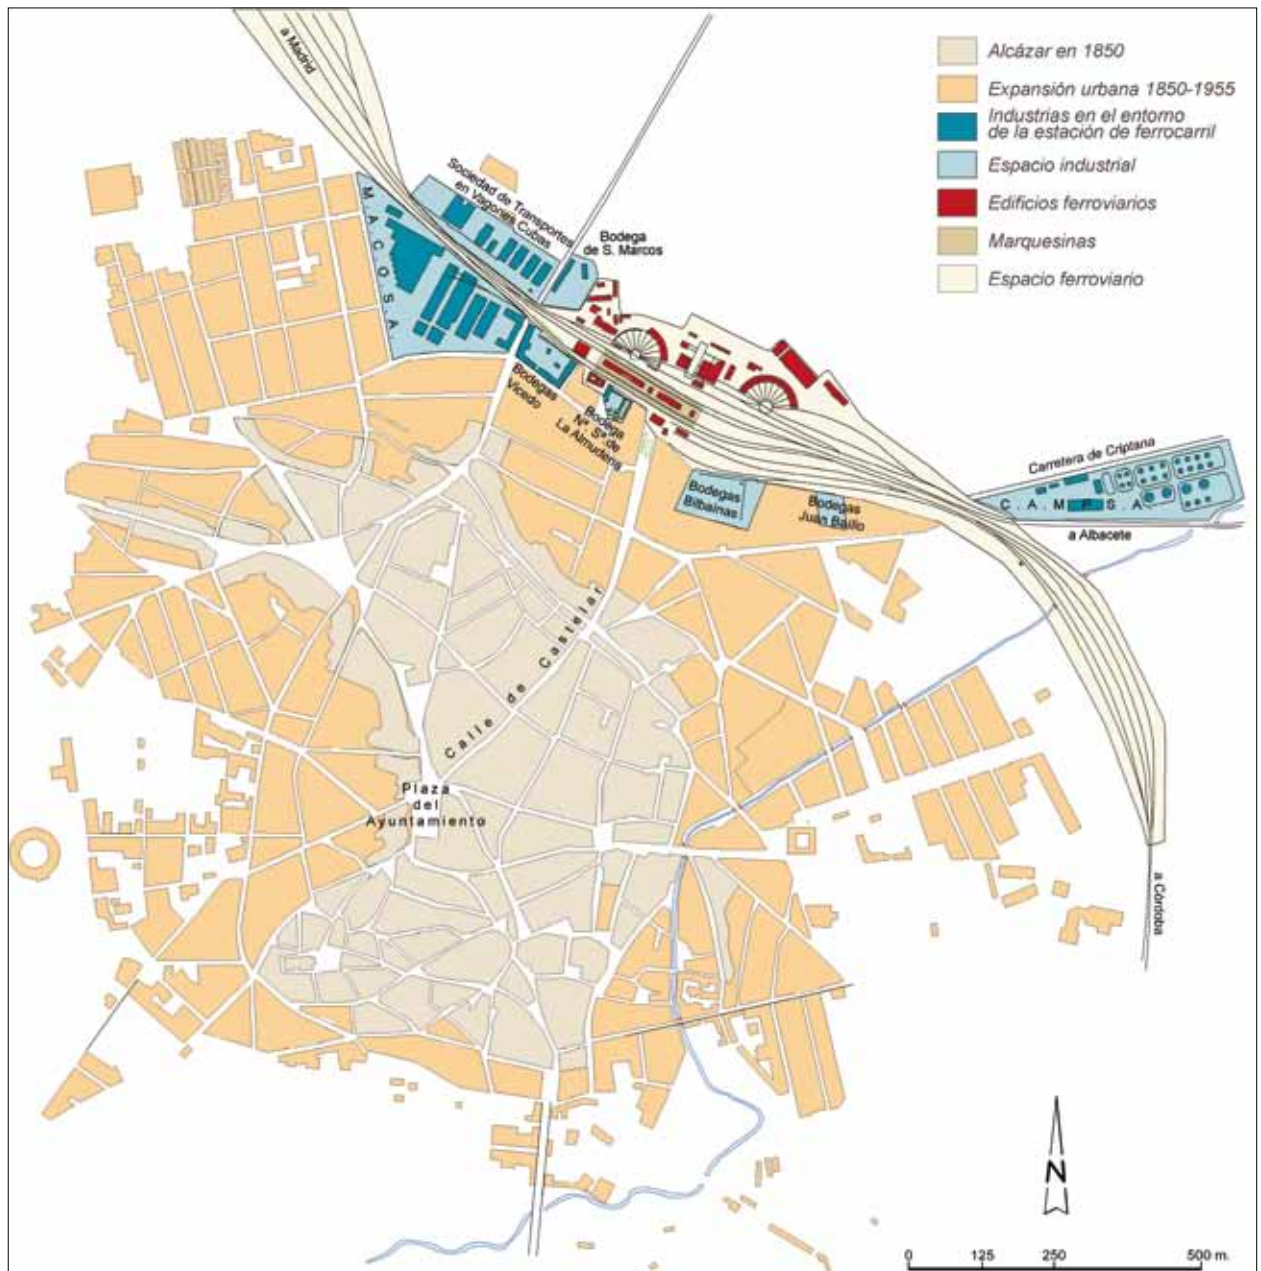 a Madrid
Alcázar en 1850
Expansión urbana 1850-1955
Industrias en el entorno
de la estación de ferrocarril
Espacio industrial
Edificios ferroviarios
Marquesinas
Espacio ferroviario
Sociedad de Transportes
en Vagones Cubas
Bodega
de S. Marcos
M.A.C.O.S.A.
Bodegas
Vicedo
Bodega
Nª Sª de
La Almudena
Carretera de Criptana
C.A.M.P.S.A
Bodegas
Bilbainas
Bodegas
Juan Baillo
a Albacete
Calle de Castelar
Plaza
del
Ayuntamiento
a Córdoba
N
0 125 250 500 m.